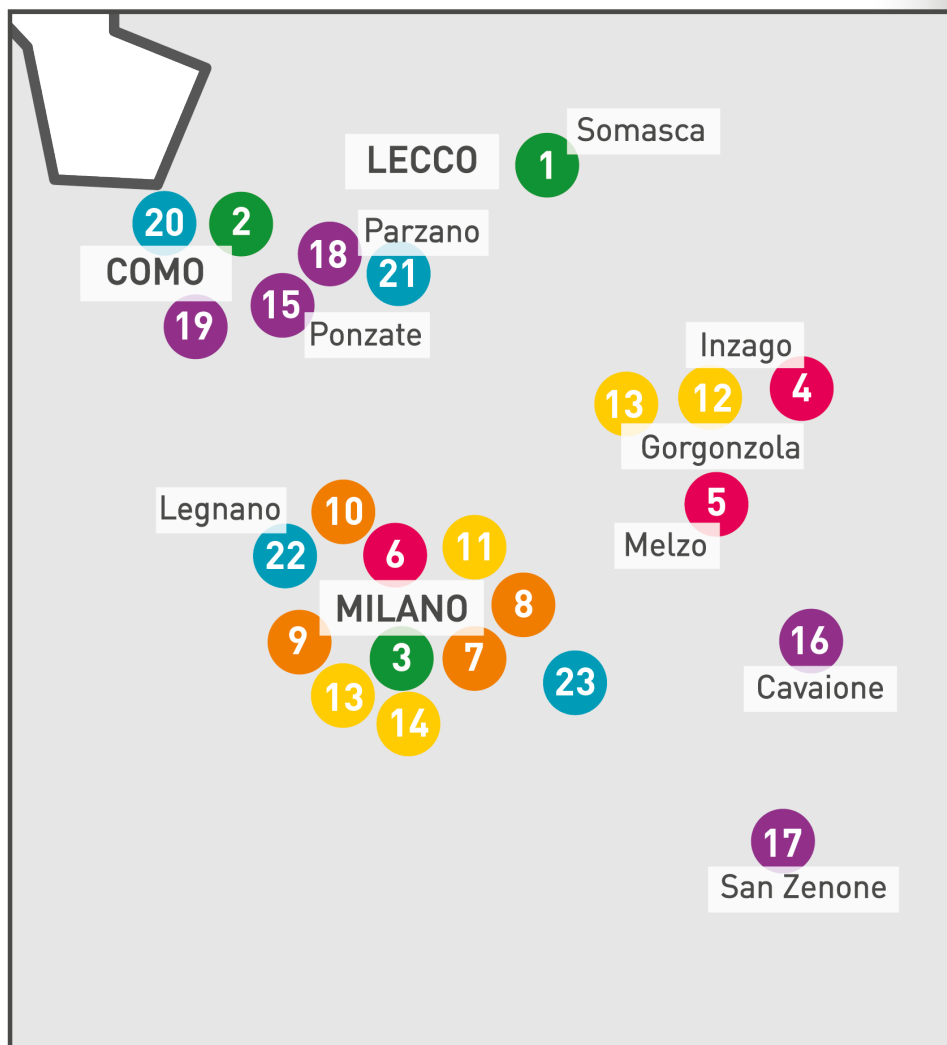 Somasca
LECCO
1
20
2
18
Parzano
COMO
21
19
15
Ponzate
Inzago
13
12
4
Gorgonzola
Legnano
10
5
22
6
11
Melzo
MILANO
8
9
3
7
16
13
14
23
Cavaione
17
San Zenone